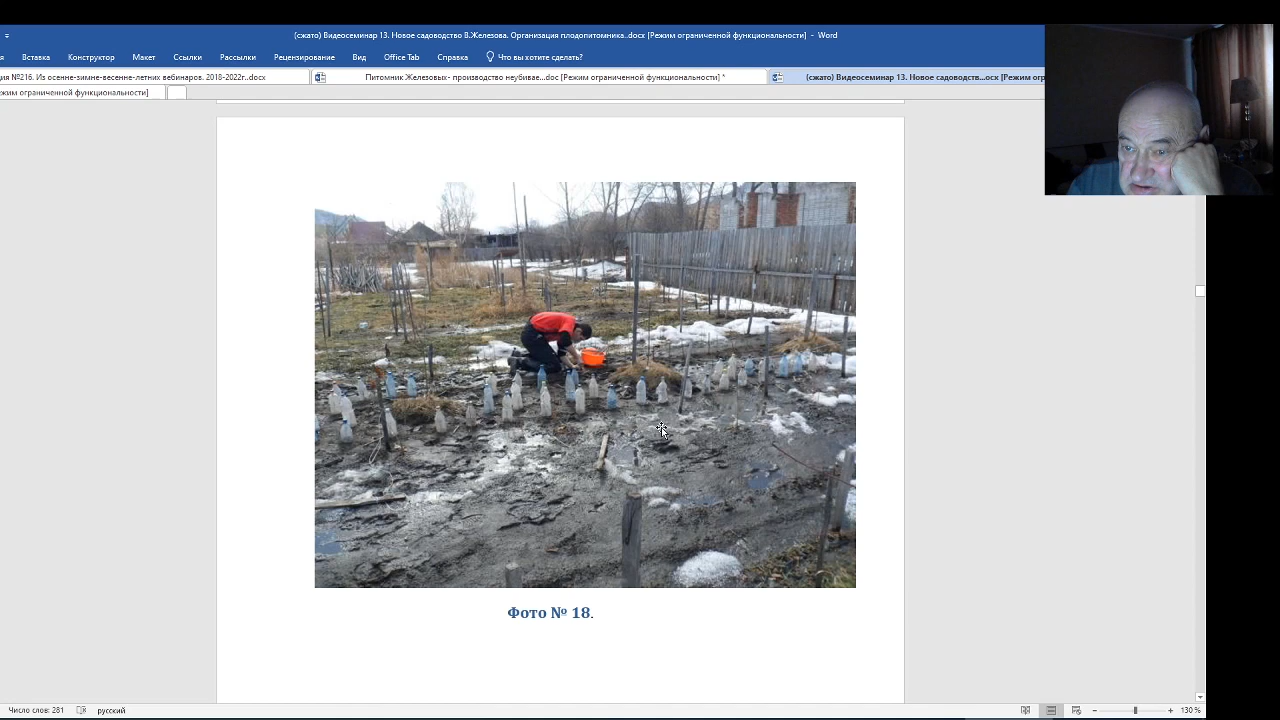 (сжато) Видеосеминар 13. Новое садоводство В.Железова. Организация плодопитомника..docx [Режим ограниченной функциональности] - Word
Вставка Конструктор Макет Ссылки Рассылки Рецензирование Вид Office Tab Справка Что вы хотите сделать?
ия №216. Из осенне-зимне-весенне-летних вебинаров. 2018-2022г..docx
Питомник Железовых- производство неубивае...doc [Режим ограниченной функциональности] *
(сжато) Видеосеминар 13. Новое садоводств...осх [Режим огр
ежим ограниченной функциональности]
Фото № 18.
Число слов: 281 русский 130 %